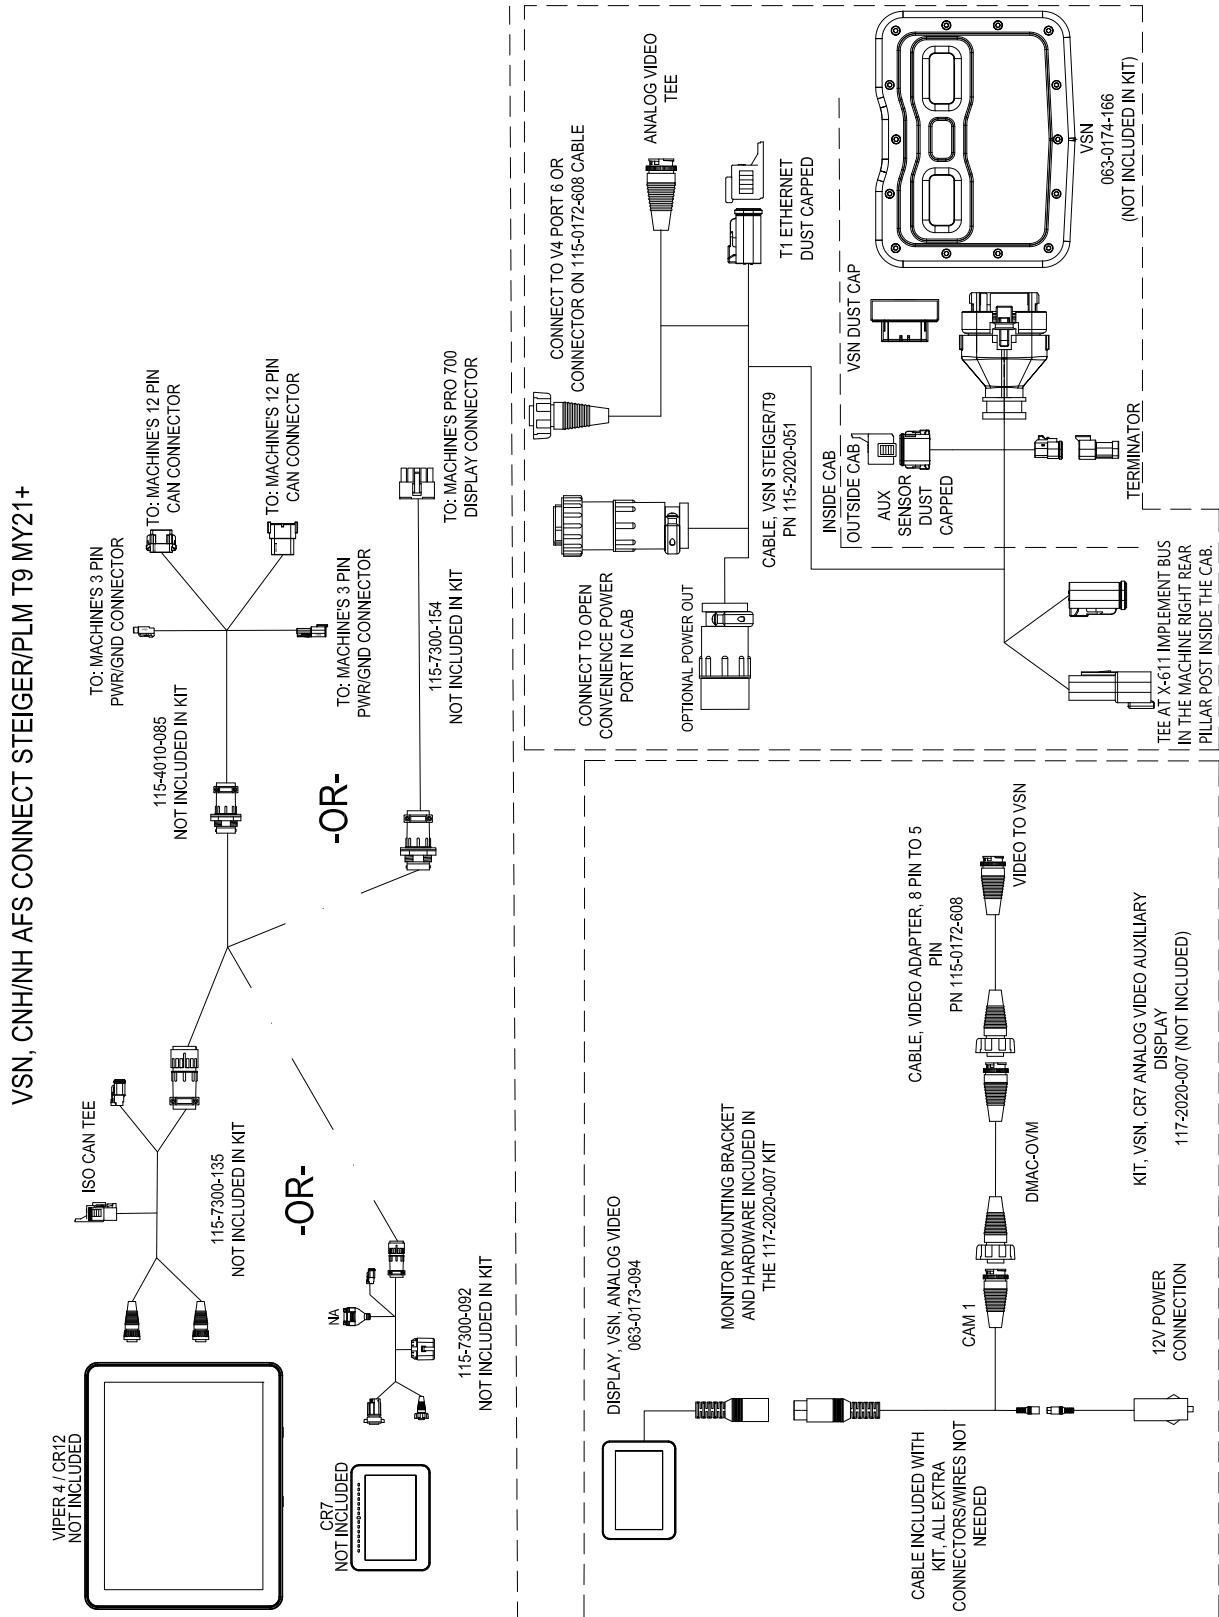 VSN, CNH/NH AFS CONNECT STEIGER/PLM T9 MY21+
VIPER 4 / CR12
NOT INCLUDED
ISO CAN TEE
115-7300-135
NOT INCLUDED IN KIT
115-4010-085
NOT INCLUDED IN KIT
TO: MACHINE'S 3 PIN
PWR/GND CONNECTOR
TO: MACHINE'S 12 PIN
CAN CONNECTOR
TO: MACHINE'S 12 PIN
CAN CONNECTOR
TO: MACHINE'S 3 PIN
PWR/GND CONNECTOR
-OR-
-OR-
CR7
NOT INCLUDED
NA
115-7300-092
NOT INCLUDED IN KIT
115-7300-154
NOT INCLUDED IN KIT
TO: MACHINE'S PRO 700
DISPLAY CONNECTOR
CONNECT TO V4 PORT 6 OR
CONNECTOR ON 115-0172-608 CABLE
ANALOG VIDEO
TEE
CONNECT TO OPEN
CONVENIENCE POWER
PORT IN CAB
OPTIONAL POWER OUT
CABLE, VSN STEIGER/T9
PN 115-2020-051
T1 ETHERNET
DUST CAPPED
INSIDE CAB
OUTSIDE CAB
VSN DUST CAP
AUX
SENSOR
DUST
CAPPED
VSN
063-0174-166
(NOT INCLUDED IN KIT)
TERMINATOR
TEE AT X-611 IMPLEMENT BUS
IN THE MACHINE RIGHT REAR
PILLAR POST INSIDE THE CAB.
DISPLAY, VSN, ANALOG VIDEO
063-0173-094
MONITOR MOUNTING BRACKET
AND HARDWARE INCUDED IN
THE 117-2020-007 KIT
CABLE, VIDEO ADAPTER, 8 PIN TO 5
PIN
PN 115-0172-608
VIDEO TO VSN
CAM 1
DMAC-OVM
CABLE INCLUDED WITH
KIT, ALL EXTRA
CONNECTORS/WIRES NOT
NEEDED
12V POWER
CONNECTION
KIT, VSN, CR7 ANALOG VIDEO AUXILIARY
DISPLAY
117-2020-007 (NOT INCLUDED)